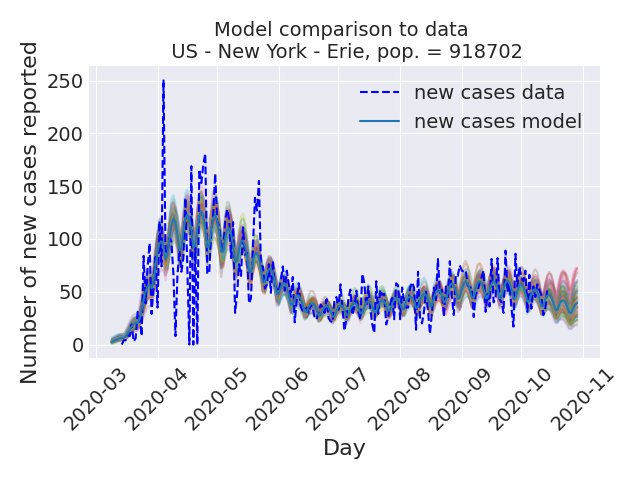 Model comparison to data
US - New York - Erie, pop. = 918702
new cases data
new cases model
Number of new cases reported
250
200
150
100
50
0
2020-03
2020-04
2020-05
2020-06
2020-07
2020-08
2020-09
2020-10
2020-11
Day